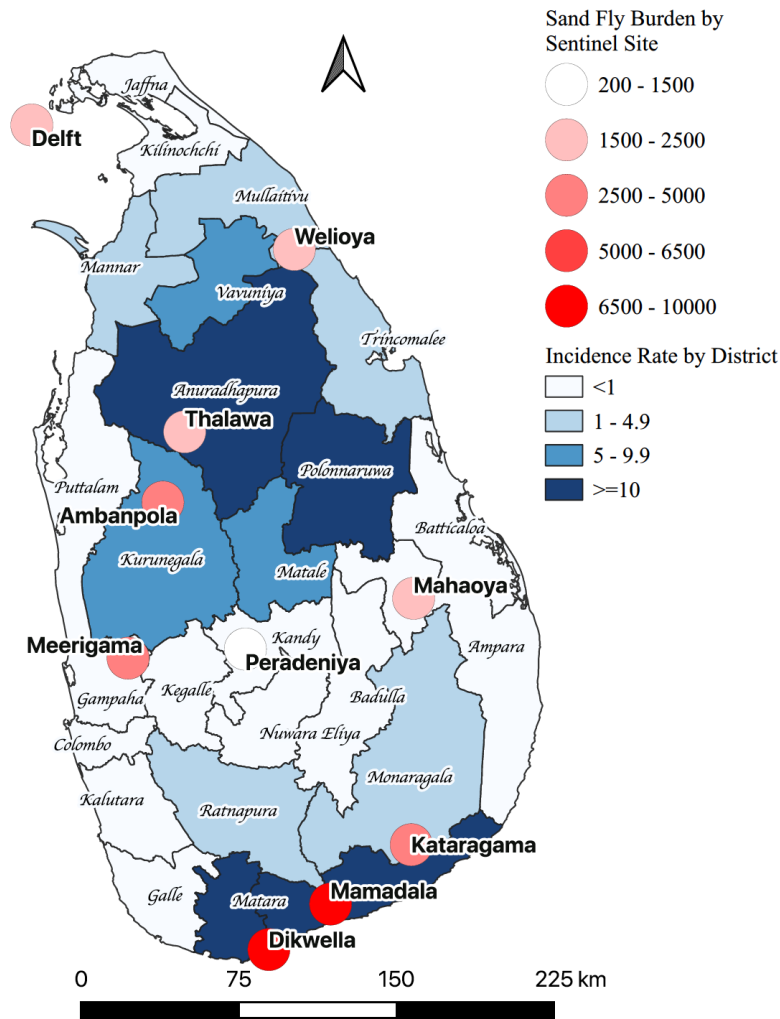 Sand Fly Burden by
Sentinel Site
200 - 1500
1500 - 2500
2500 - 5000
5000 - 6500
6500 - 10000
Incidence Rate by District
<1
1 - 4.9
5 - 9.9
>=10
Jaffna
Delft
Kilinochchi
Mullaitivu
Welioya
Mannar
Vavuniya
Trincomalee
Anuradhapura
Thalawa
Polonnaruwa
Puttalam
Ambanpola
Batticaloa
Kurunegala
Matale
Mahaoya
Meerigama
Kandy
Ampara
Peradeniya
Gampaha
Kegalle
Badulla
Nuwara Eliya
Colombo
Monaragala
Kalutara
Ratnapura
Kataragama
Galle
Matara
Mamadala
Dikwella
0 75 150 225 km